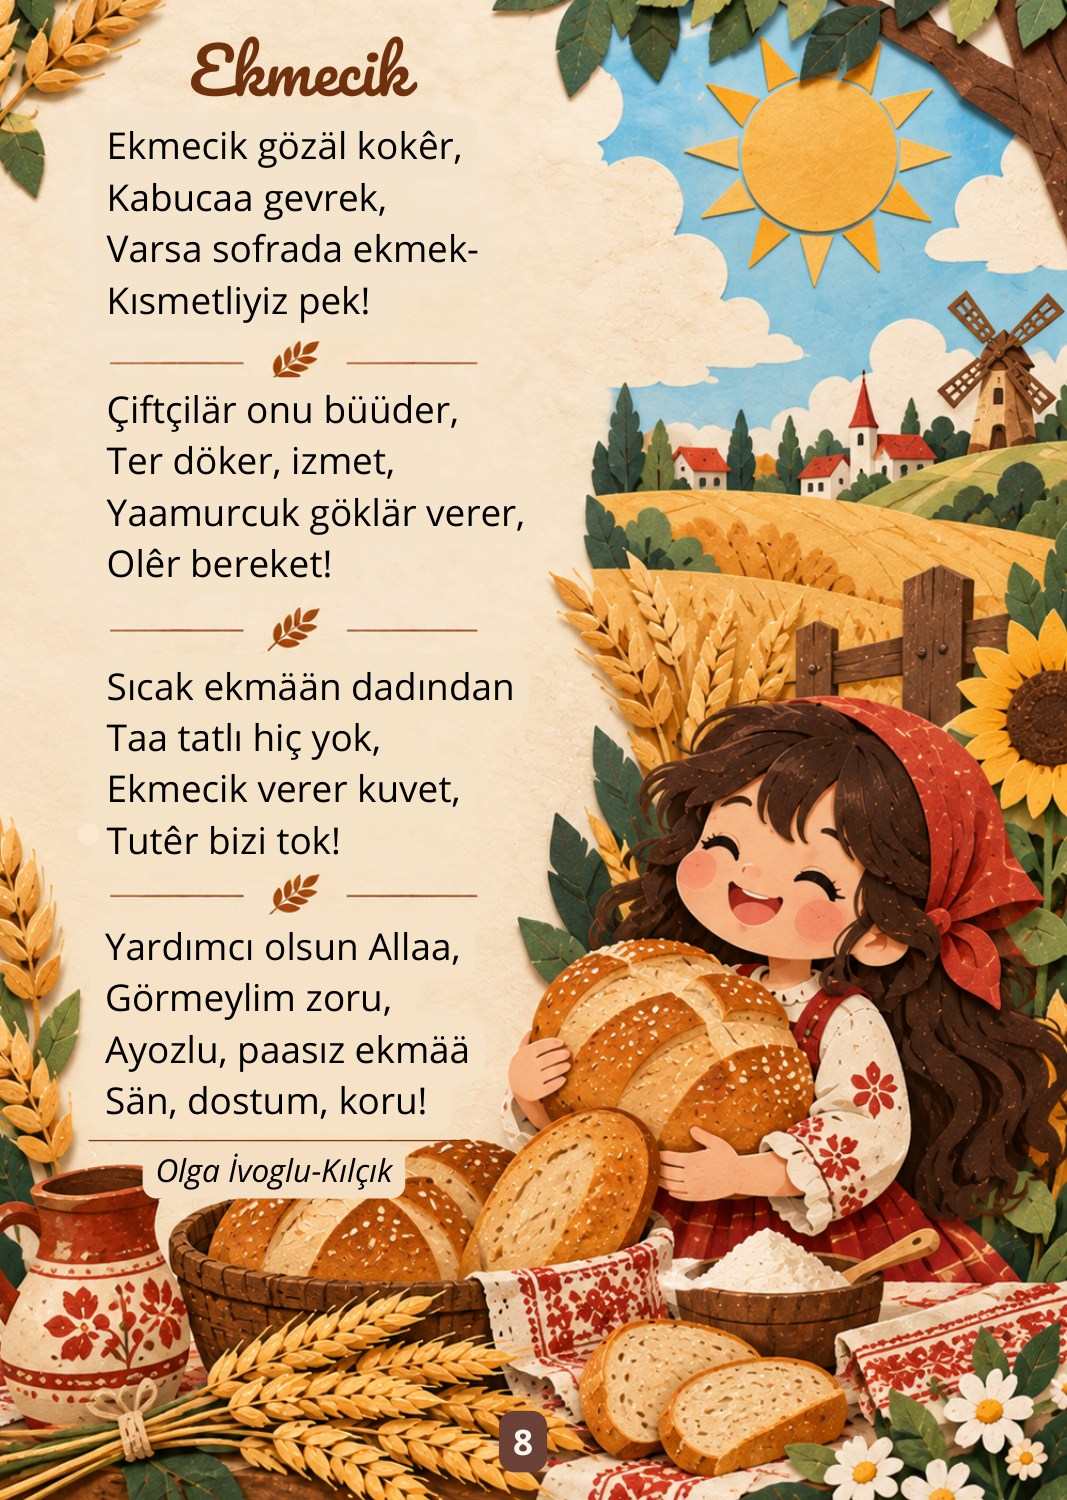 Ekmecik
Ekmecik gözäl kokêr,
Kabucaa gevrek,
Varsa sofrada ekmek-
Kısmetliyiz pek!
Çiftçilär onu büüder,
Ter döker, izmet,
Yaamurcuk göklär verer,
Olêr bereket!
Sıcak ekmään dadından
Taa tatlı hiç yok,
Ekmecik verer kuvet,
Tutêr bizi tok!
Yardımcı olsun Allaa,
Görmeylim zoru,
Ayozlu, paasız ekmää
Sän, dostum, koru!
Olga İvoglu-Kılçık
8